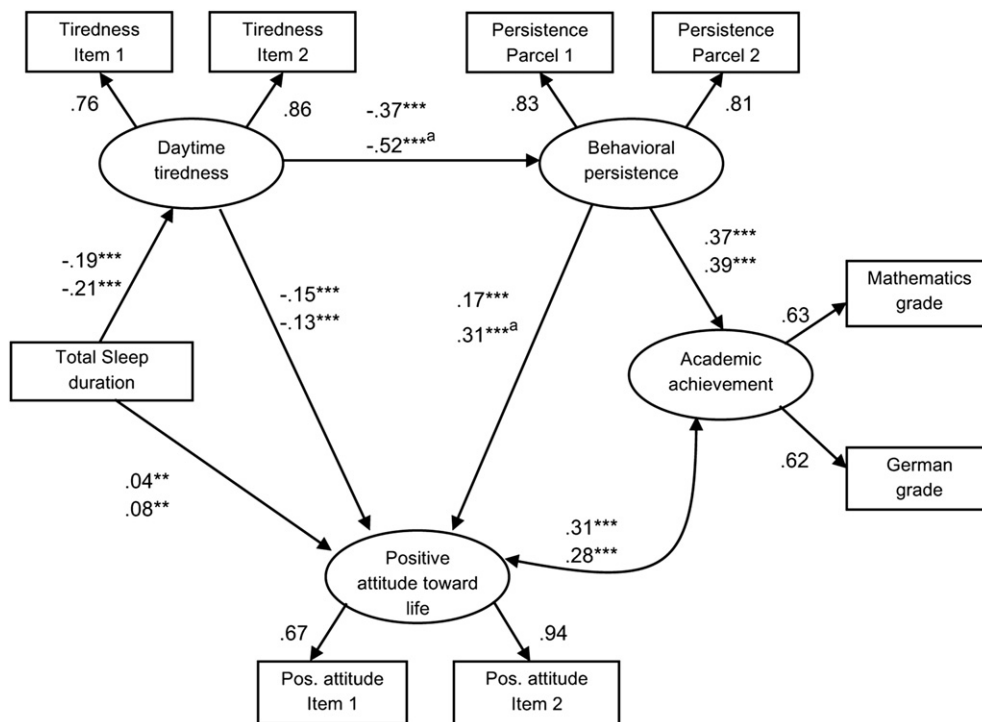 Tiredness
Item 1
Tiredness
Item 2
Persistence
Parcel 1
Persistence
Parcel 2
.76
.86
-.37***
-.52***a
.83
.81
Daytime
tiredness
Behavioral
persistence
-.19***
-.21***
-.15***
-.13***
.17***
.31***a
.37***
.39***
Mathematics
grade
.63
Total Sleep
duration
Academic
achievement
.62
German
grade
.04**
.08**
.31***
.28***
Positive
attitude toward
life
.67
.94
Pos. attitude
Item 1
Pos. attitude
Item 2